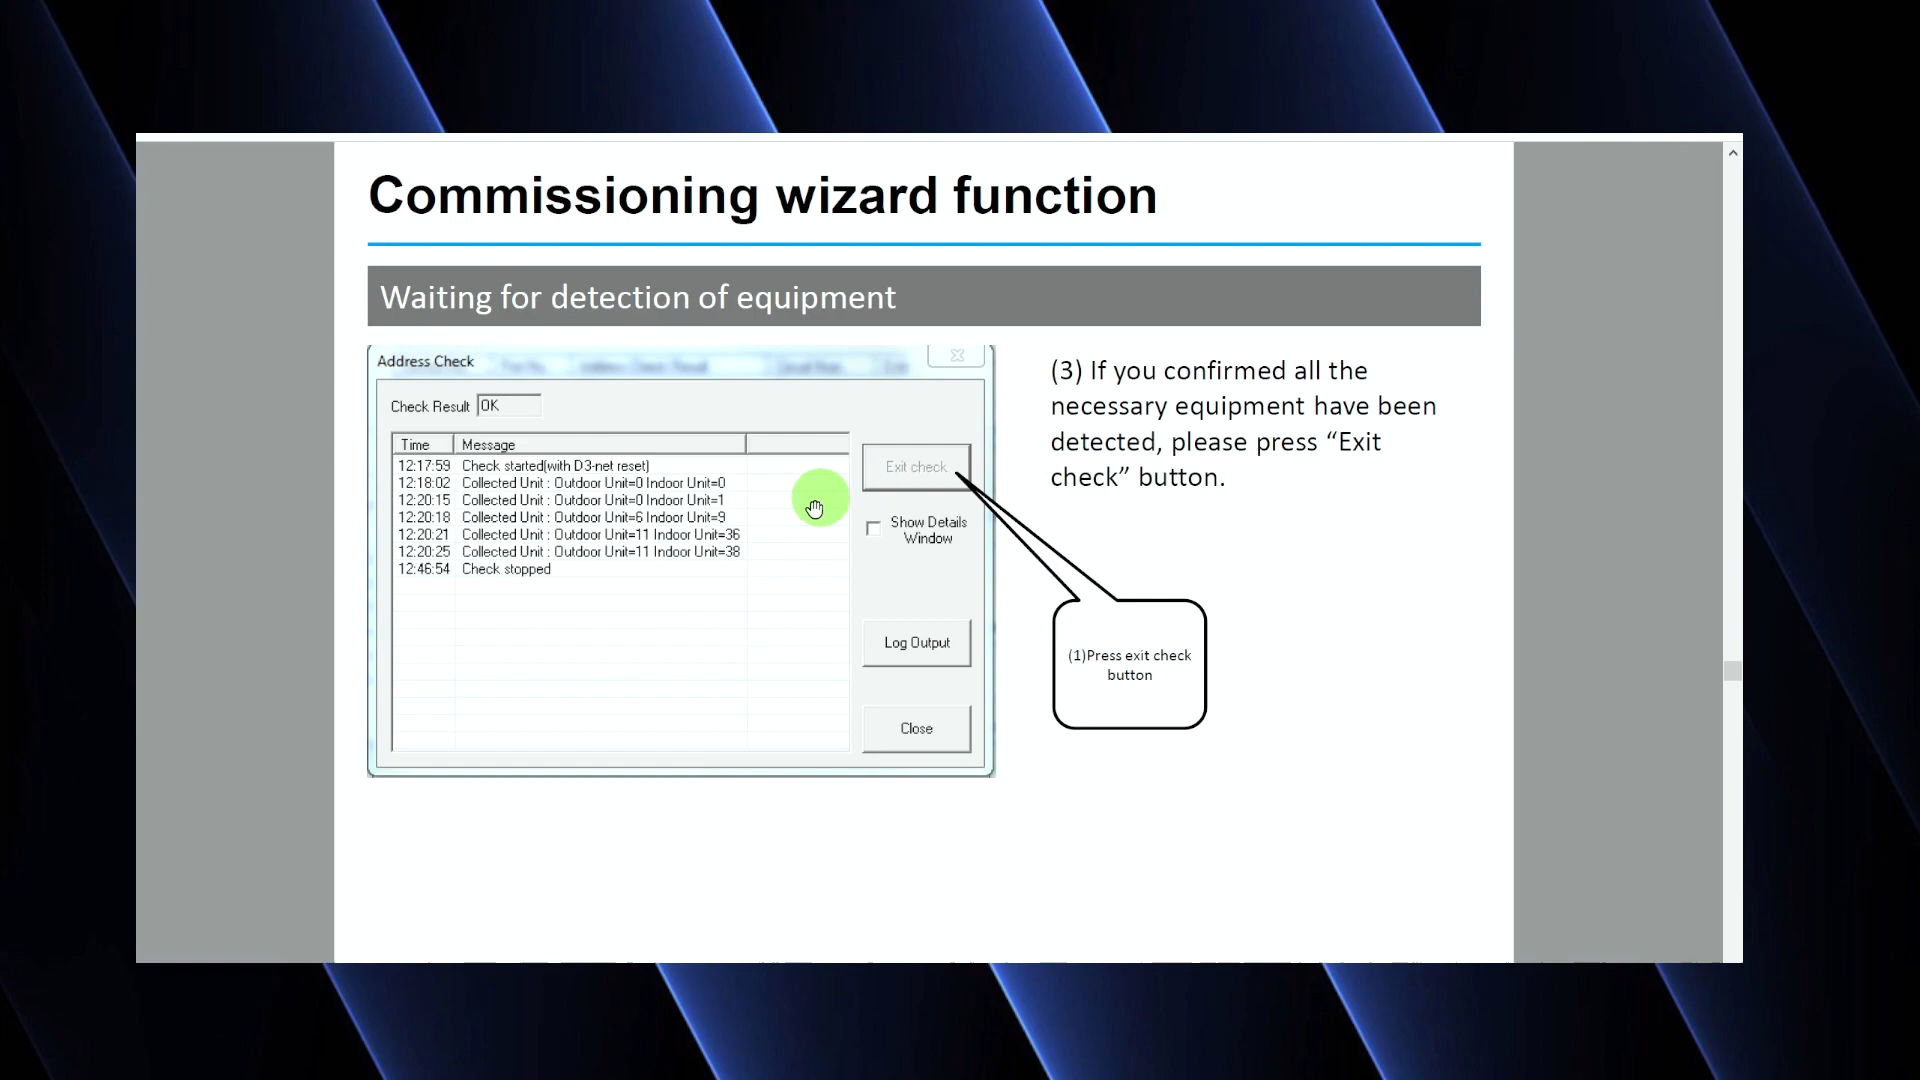 Commissioning wizard function
Waiting for detection of equipment
Address Check
Check Result OK
Time Message
12:17:59 Check started(with D3-net reset)
12:18:02 Collected Unit : Outdoor Unit=0 Indoor Unit=0
12:20:15 Collected Unit : Outdoor Unit=0 Indoor Unit=1
12:20:18 Collected Unit : Outdoor Unit=6 Indoor Unit=9
12:20:21 Collected Unit : Outdoor Unit=11 Indoor Unit=36
12:20:25 Collected Unit : Outdoor Unit=11 Indoor Unit=38
12:46:54 Check stopped
Exit check
Show Details
Window
Log Output
Close
(3) If you confirmed all the
necessary equipment have been
detected, please press “Exit
check” button.
(1)Press exit check
button